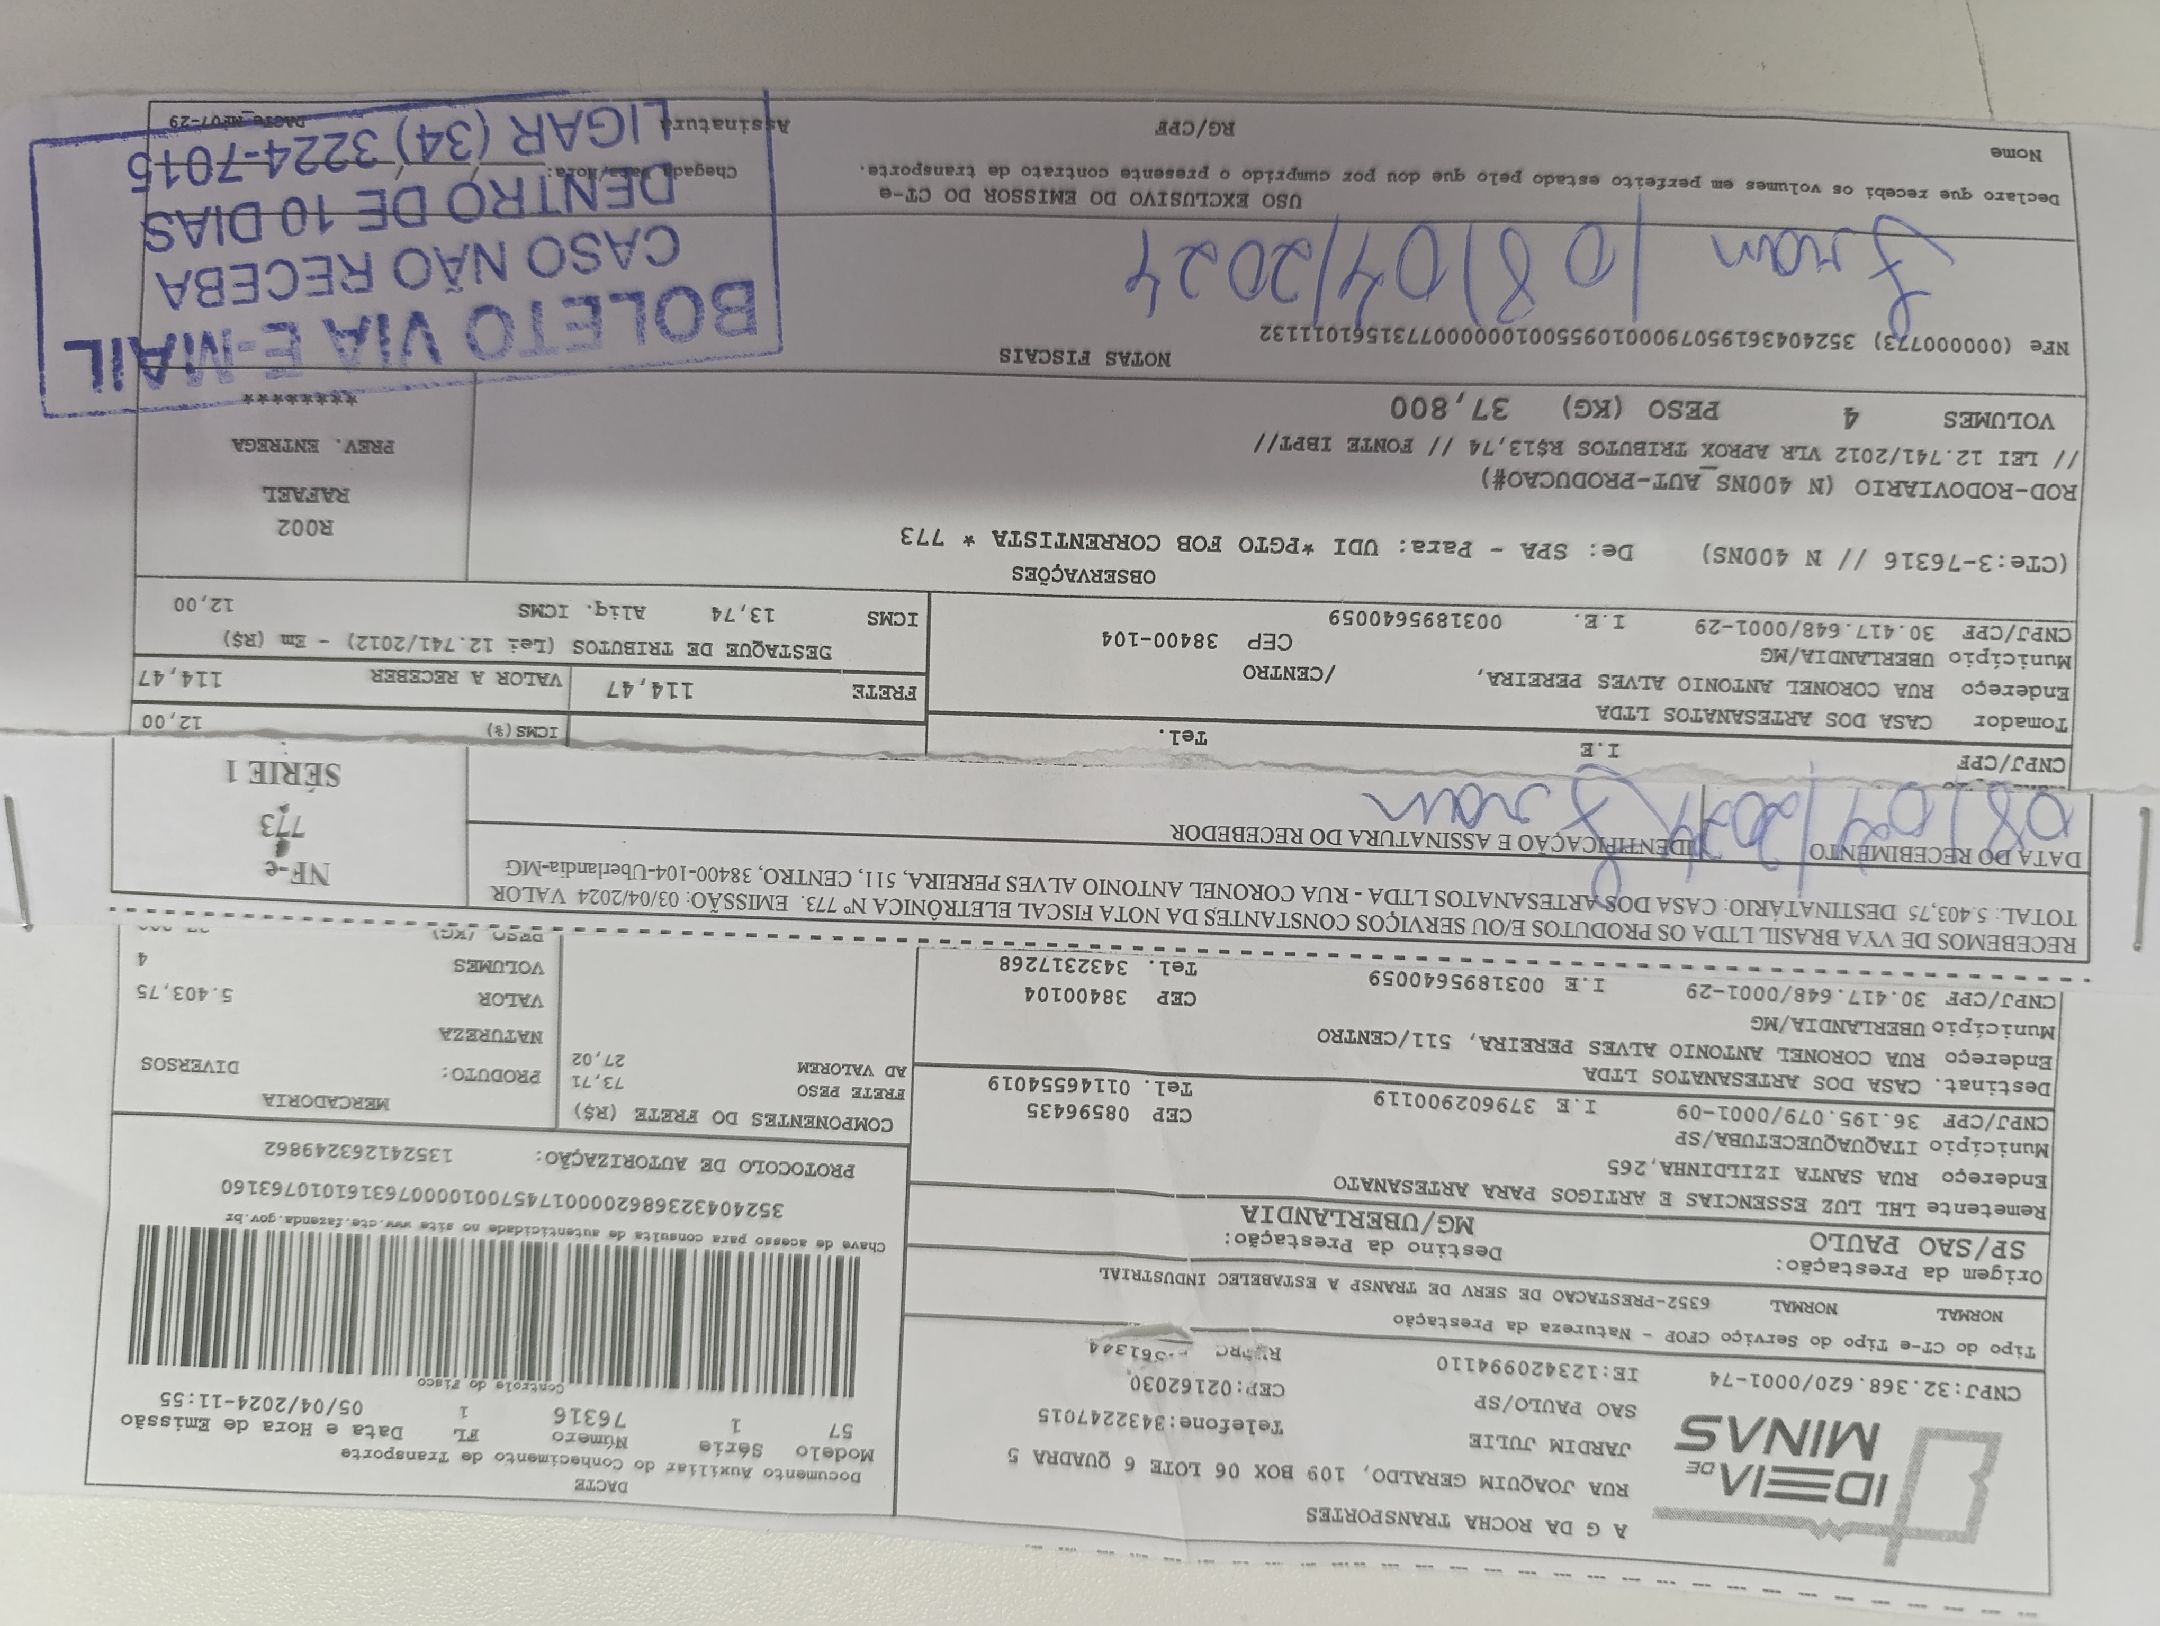 IDEIA DE MINAS
A G DA ROCHA TRANSPORTES
RUA JOAQUIM GERALDO, 109 BOX 06 LOTE 6 QUADRA 5
JARDIM JULIE Telefone:3432247015
SAO PAULO/SP CEP:02162030
CNPJ:32.368.620/0001-74 IE:123420994110
DACTE
Documento Auxiliar do Conhecimento de Transporte
Modelo Série Número FL Data e Hora de Emissão
57 1 76316 1 05/04/2024-11:55
Controle do Fisco
Tipo do CT-e Tipo do Serviço CFOP - Natureza da Prestação
NORMAL NORMAL 6352-PRESTACAO DE SERV DE TRANSP A ESTABELEC INDUSTRIAL
Origem da Prestação: Destino da Prestação:
SP/SAO PAULO MG/UBERLANDIA
Chave de acesso para consulta de autenticidade no site www.cte.fazenda.gov.br
35240432368620000174570010000763161010763160
PROTOCOLO DE AUTORIZAÇÃO: 135241263249862
Remetente LHL LUZ ESSENCIAS E ARTIGOS PARA ARTESANATO
Endereço RUA SANTA IZILDINHA,265
Município ITAQUAQUECETUBA/SP CEP 08596435
CNPJ/CPF 36.195.079/0001-09 I.E 379602900119 Tel. 01146554019
Destinat. CASA DOS ARTESANATOS LTDA
Endereço RUA CORONEL ANTONIO ALVES PEREIRA, 511/CENTRO
Município UBERLANDIA/MG CEP 38400104
CNPJ/CPF 30.417.648/0001-29 I.E 0031895640059 Tel. 3432317268
COMPONENTES DO FRETE (R$) MERCADORIA
FRETE PESO 73,71 PRODUTO: DIVERSOS
AD VALOREM 27,02 NATUREZA
VALOR 5.403,75
VOLUMES 4
PESO (KG)
RECEBEMOS DE VYA BRASIL LTDA OS PRODUTOS E/OU SERVIÇOS CONSTANTES DA NOTA FISCAL ELETRÔNICA Nº 773. EMISSÃO: 03/04/2024 VALOR
TOTAL: 5.403,75 DESTINATÁRIO: CASA DOS ARTESANATOS LTDA - RUA CORONEL ANTONIO ALVES PEREIRA, 511, CENTRO, 38400-104-Uberlandia-MG
DATA DO RECEBIMENTO IDENTIFICAÇÃO E ASSINATURA DO RECEBEDOR
08/04/2024
NF-e
773
SÉRIE 1
CNPJ/CPF I.E Tel.
ICMS(%) 12,00
Tomador CASA DOS ARTESANATOS LTDA
Endereço RUA CORONEL ANTONIO ALVES PEREIRA, /CENTRO
Município UBERLANDIA/MG CEP 38400-104
CNPJ/CPF 30.417.648/0001-29 I.E. 0031895640059
FRETE 114,47 VALOR A RECEBER 114,47
DESTAQUE DE TRIBUTOS (Lei 12.741/2012) - Em (R$)
ICMS 13,74 Aliq. ICMS 12,00
OBSERVAÇÕES
(CTe:3-76316 // N 400NS) De: SPA - Para: UDI *PGTO FOB CORRENTISTA * 773
ROD-RODOVIARIO (N 400NS_AUT-PRODUCAO#)
// LEI 12.741/2012 VLR APROX TRIBUTOS R$13,74 // FONTE IBPT//
VOLUMES 4 PESO (KG) 37,800
R002
RAFAEL
PREV. ENTREGA
********
NOTAS FISCAIS
NFe (000000773) 35240436195079000109550010000007731561011132
08/04/2024
USO EXCLUSIVO DO EMISSOR DO CT-e
Declaro que recebi os volumes em perfeito estado pelo que dou por cumprido o presente contrato de transporte.
Chegada Data/Hora:
Nome RG/CPF Assinatura
DACTE_NF07-29
BOLETO VIA E-MAIL
CASO NÃO RECEBA
DENTRO DE 10 DIAS
LIGAR (34) 3224-7015